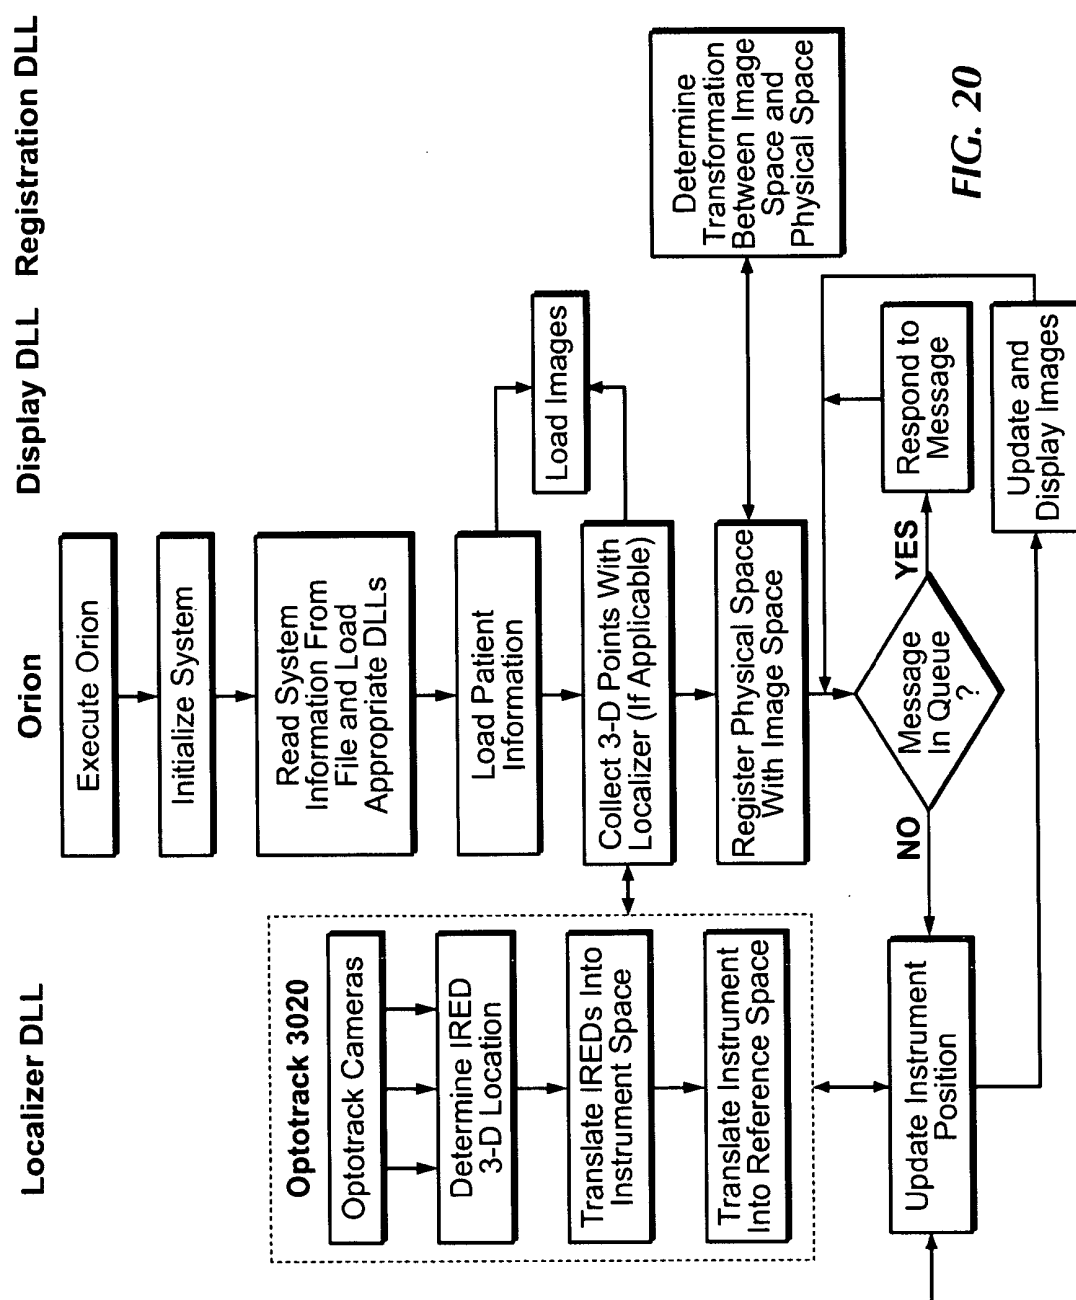 Localizer DLL
Orion
Display DLL
Registration DLL
Execute Orion
Initialize System
Read System
Information From
File and Load
Appropriate DLLs
Load Patient
Information
Load Images
Optotrack 3020
Optotrack Cameras
Determine IRED
3-D Location
Translate IREDs Into
Instrument Space
Translate Instrument
Into Reference Space
Collect 3-D Points With
Localizer (If Applicable)
Register Physical Space
With Image Space
Determine
Transformation
Between Image
Space and
Physical Space
Message
In Queue
?
NO
YES
Respond to
Message
Update Instrument
Position
Update and
Display Images
FIG. 20